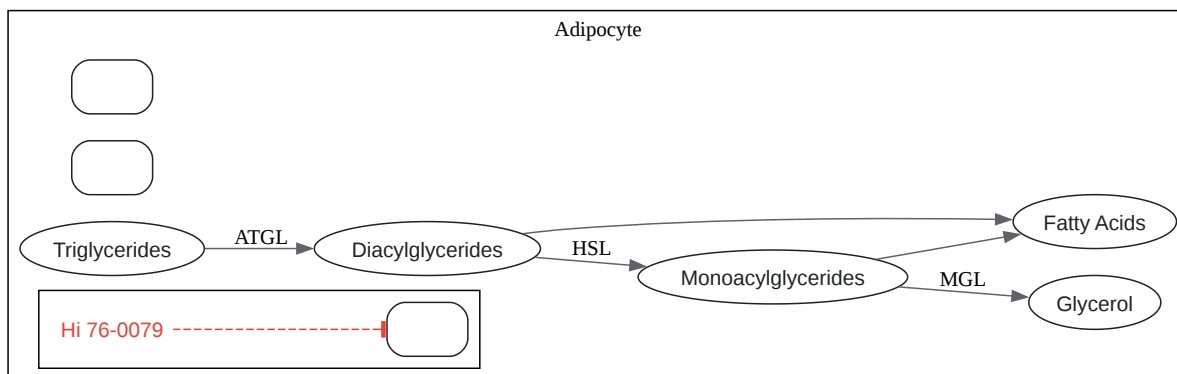 Adipocyte
Triglycerides
ATGL
Diacylglycerides
HSL
Monoacylglycerides
MGL
Fatty Acids
Glycerol
Hi 76-0079